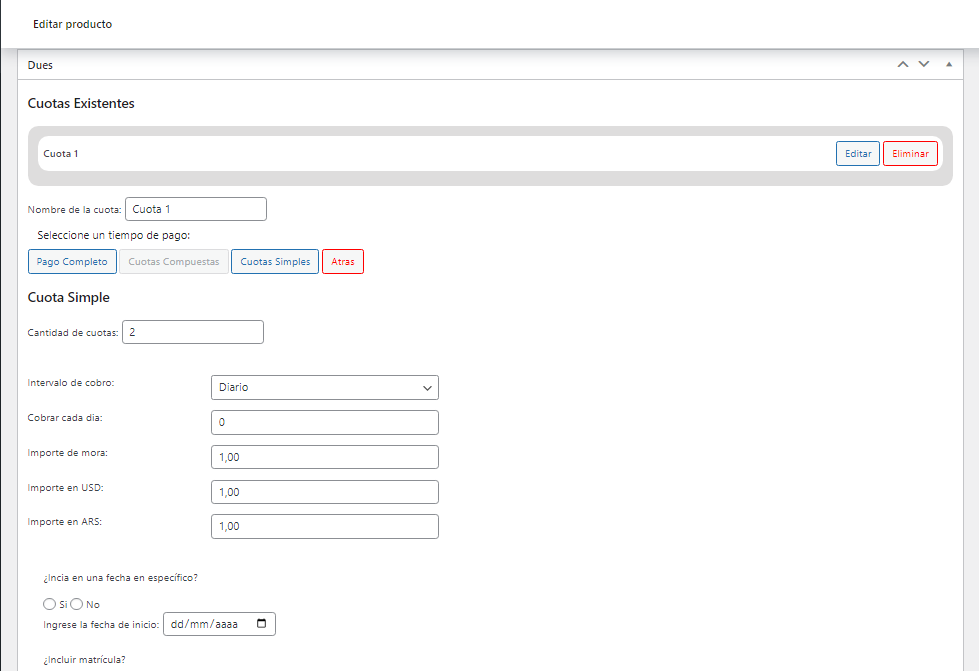 Editar producto
Dues
Cuotas Existentes
Cuota 1 Editar Eliminar
Nombre de la cuota: Cuota 1
Seleccione un tiempo de pago:
Pago Completo Cuotas Compuestas Cuotas Simples Atras
Cuota Simple
Cantidad de cuotas: 2
Intervalo de cobro: Diario
Cobrar cada dia: 0
Importe de mora: 1,00
Importe en USD: 1,00
Importe en ARS: 1,00
¿Incia en una fecha en específico?
Si No
Ingrese la fecha de inicio: dd/mm/aaaa
¿Incluir matrícula?